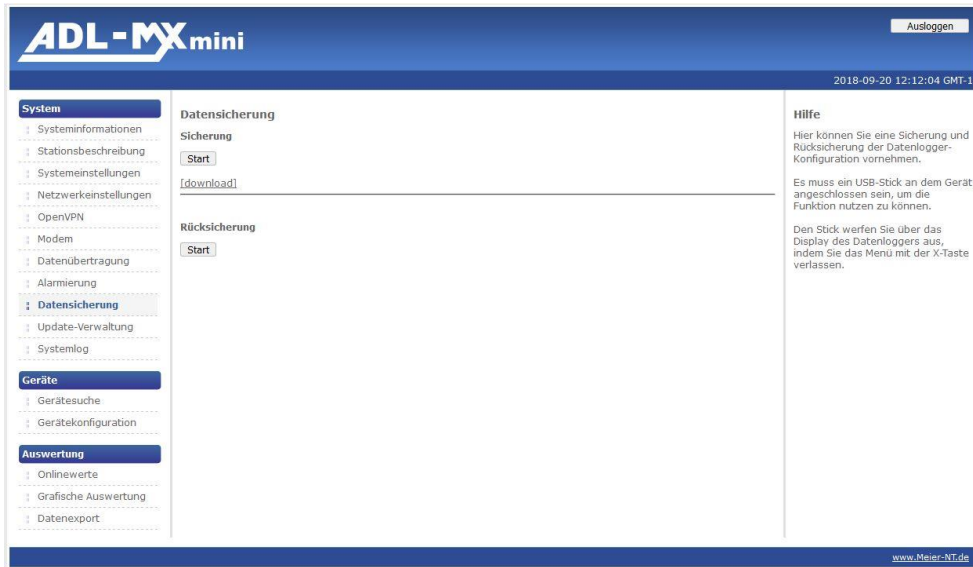 ADL-MXmini
Ausloggen
2018-09-20 12:12:04 GMT-1
System
Systeminformationen
Stationsbeschreibung
Systemeinstellungen
Netzwerkeinstellungen
OpenVPN
Modem
Datenübertragung
Alarmierung
Datensicherung
Update-Verwaltung
Systemlog
Geräte
Gerätesuche
Gerätekonfiguration
Auswertung
Onlinewerte
Grafische Auswertung
Datenexport
Datensicherung
Sicherung
Start
[download]
Rücksicherung
Start
Hilfe
Hier können Sie eine Sicherung und
Rücksicherung der Datenlogger-
Konfiguration vornehmen.
Es muss ein USB-Stick an dem Gerät
angeschlossen sein, um die
Funktion nutzen zu können.
Den Stick werfen Sie über das
Display des Datenloggers aus,
indem Sie das Menü mit der X-Taste
verlassen.
www.Meier-NT.de